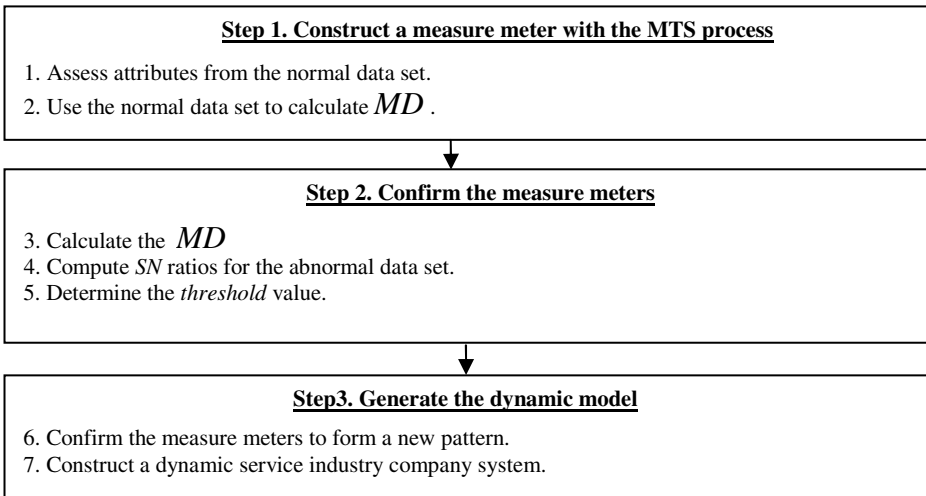 Step 1. Construct a measure meter with the MTS process
1. Assess attributes from the normal data set.
2. Use the normal data set to calculate MD .
Step 2. Confirm the measure meters
3. Calculate the MD
4. Compute SN ratios for the abnormal data set.
5. Determine the threshold value.
Step3. Generate the dynamic model
6. Confirm the measure meters to form a new pattern.
7. Construct a dynamic service industry company system.